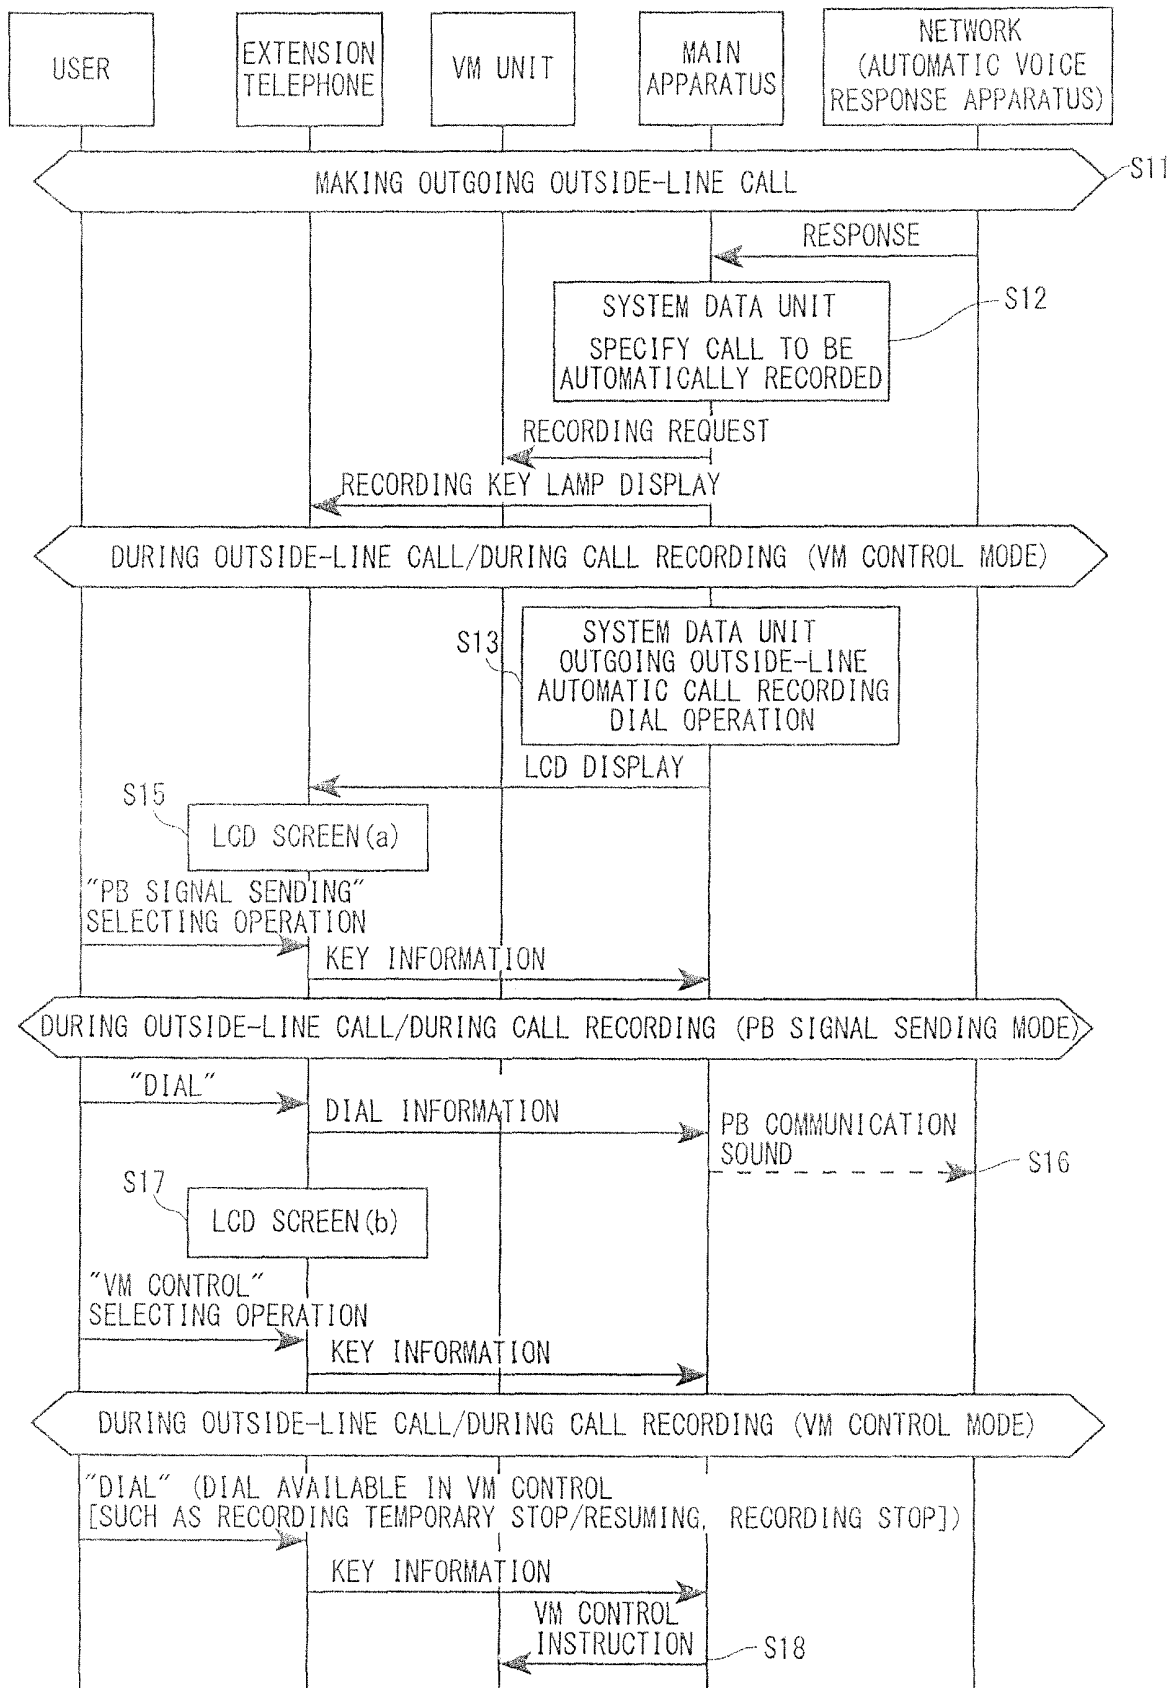 USER
EXTENSION
TELEPHONE
VM UNIT
MAIN
APPARATUS
NETWORK
(AUTOMATIC VOICE
RESPONSE APPARATUS)
MAKING OUTGOING OUTSIDE-LINE CALL
S11
RESPONSE
SYSTEM DATA UNIT
SPECIFY CALL TO BE
AUTOMATICALLY RECORDED
S12
RECORDING REQUEST
RECORDING KEY LAMP DISPLAY
DURING OUTSIDE-LINE CALL/DURING CALL RECORDING (VM CONTROL MODE)
S13
SYSTEM DATA UNIT
OUTGOING OUTSIDE-LINE
AUTOMATIC CALL RECORDING
DIAL OPERATION
LCD DISPLAY
S15
LCD SCREEN(a)
"PB SIGNAL SENDING"
SELECTING OPERATION
KEY INFORMATION
DURING OUTSIDE-LINE CALL/DURING CALL RECORDING (PB SIGNAL SENDING MODE)
"DIAL"
DIAL INFORMATION
PB COMMUNICATION
SOUND
S16
S17
LCD SCREEN(b)
"VM CONTROL"
SELECTING OPERATION
KEY INFORMATION
DURING OUTSIDE-LINE CALL/DURING CALL RECORDING (VM CONTROL MODE)
"DIAL" (DIAL AVAILABLE IN VM CONTROL
[SUCH AS RECORDING TEMPORARY STOP/RESUMING, RECORDING STOP])
KEY INFORMATION
VM CONTROL
INSTRUCTION
S18